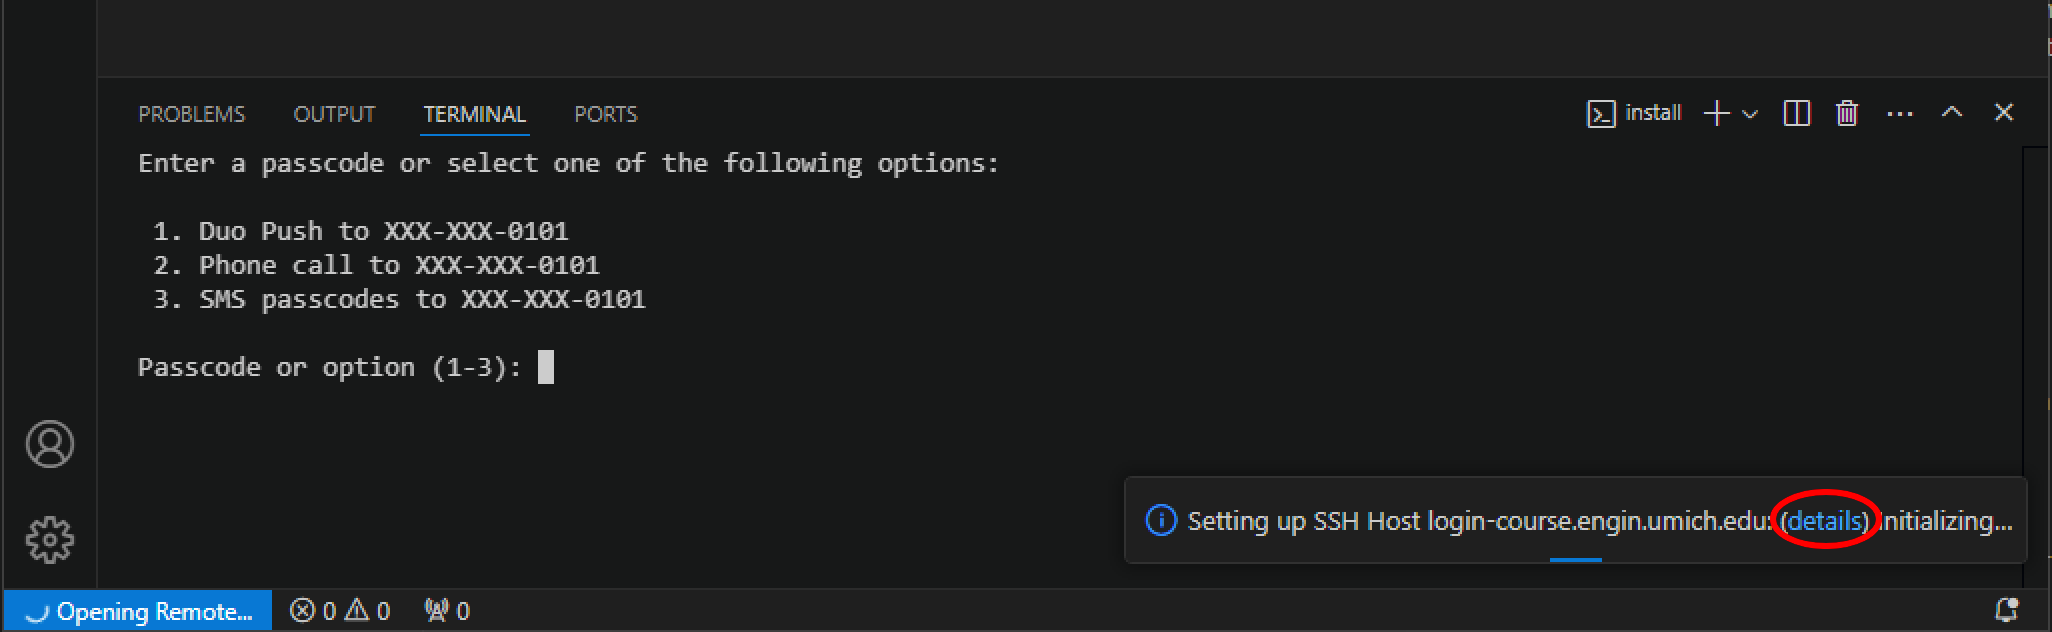 PROBLEMS OUTPUT TERMINAL PORTS install
Enter a passcode or select one of the following options:
1. Duo Push to XXX-XXX-0101
2. Phone call to XXX-XXX-0101
3. SMS passcodes to XXX-XXX-0101
Passcode or option (1-3):
Setting up SSH Host login-course.engin.umich.edu: (details) Initializing...
Opening Remote... 0 0 0